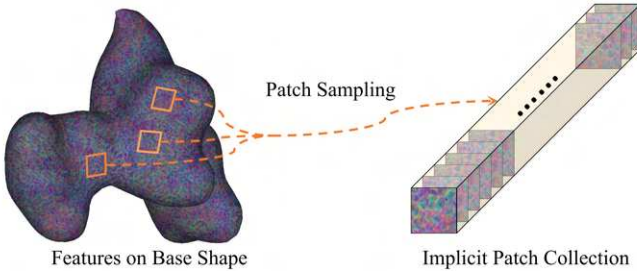 Patch Sampling
Features on Base Shape
Implicit Patch Collection